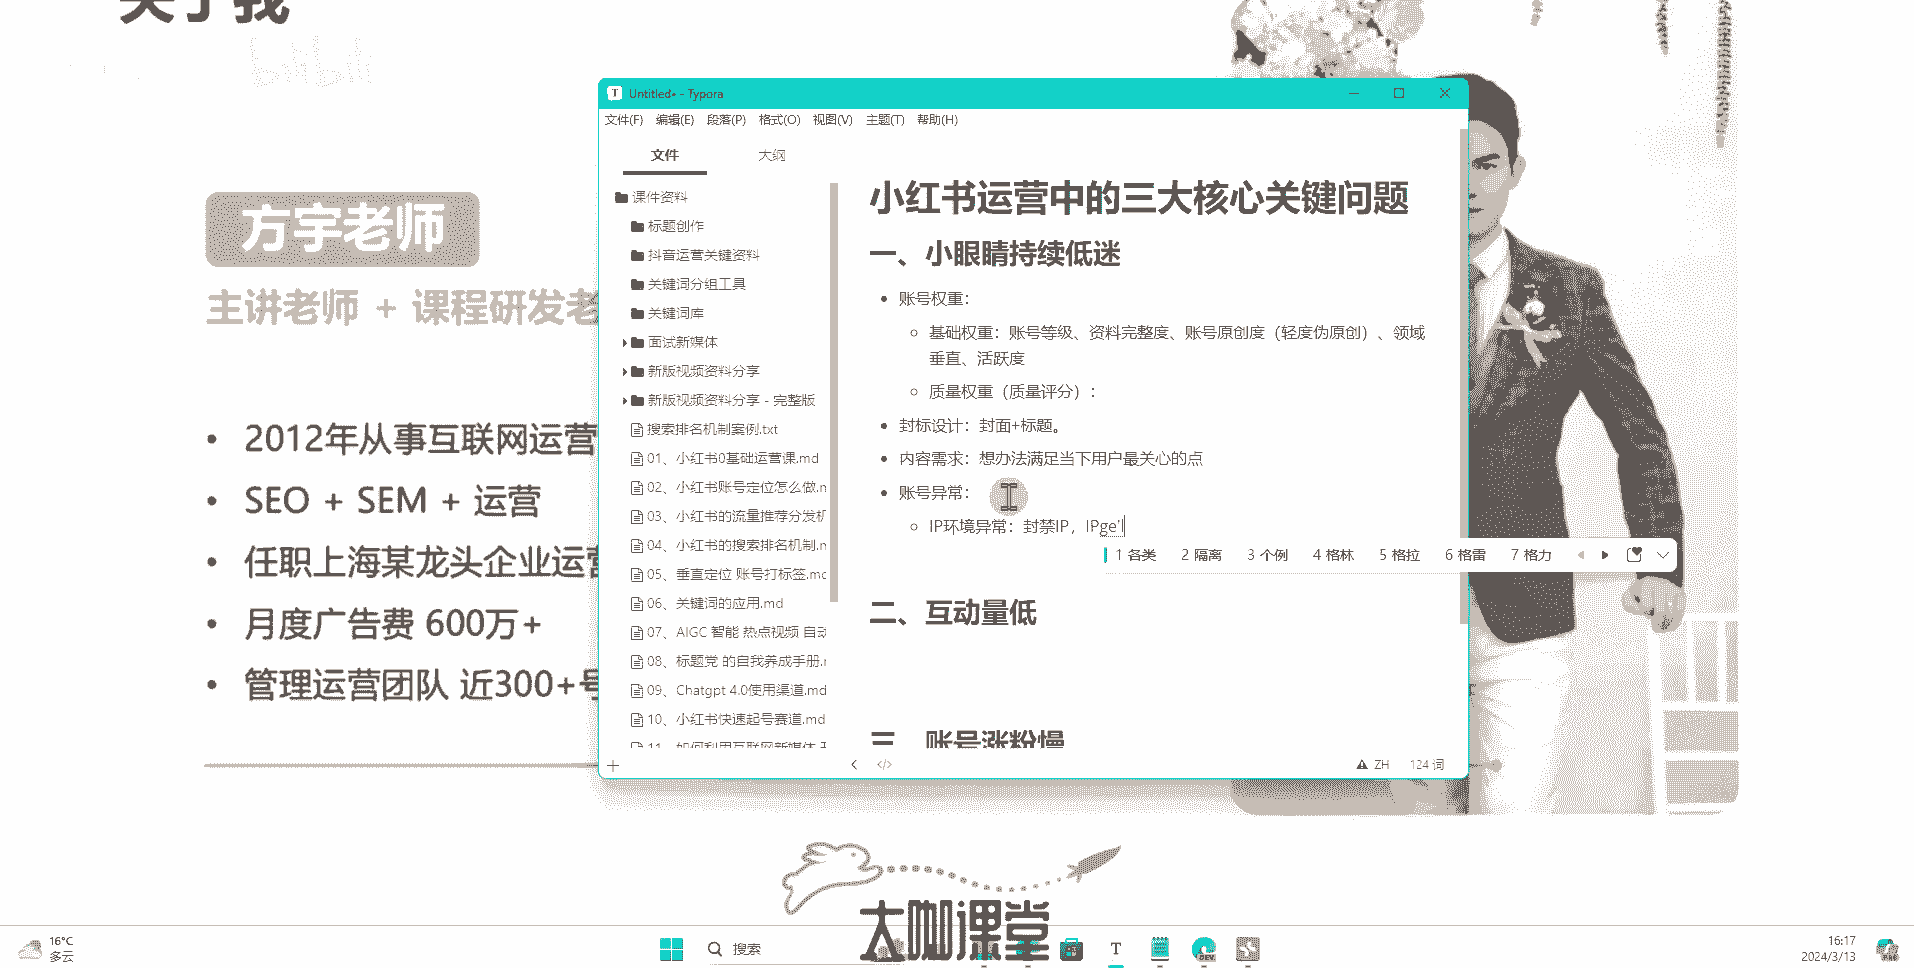 关于我
bilibili
方宇老师
主讲老师 + 课程研发老
• 2012年从事互联网运营
• SEO + SEM + 运营
• 任职上海某龙头企业运营
• 月度广告费 600万+
• 管理运营团队 近300+号
Untitled• - Typora
文件(F) 编辑(E) 段落(P) 格式(O) 视图(V) 主题(T) 帮助(H)
文件 大纲
课件资料
标题创作
抖音运营关键资料
关键词分组工具
关键词库
面试新媒体
新版视频资料分享
新版视频资料分享 - 完整版
搜索排名机制案例.txt
01、小红书0基础运营课.md
02、小红书账号定位怎么做.m
03、小红书的流量推荐分发机
04、小红书的搜索排名机制.m
05、垂直定位 账号打标签.mc
06、关键词的应用.md
07、AIGC 智能 热点视频 自动
08、标题党 的自我养成手册.r
09、Chatgpt 4.0使用渠道.md
10、小红书快速起号赛道.md
11、如何利用互联网新媒体
小红书运营中的三大核心关键问题
一、小眼睛持续低迷
• 账号权重：
基础权重：账号等级、资料完整度、账号原创度（轻度伪原创）、领域
垂直、活跃度
质量权重（质量评分）：
• 封标设计：封面+标题。
• 内容需求：想办法满足当下用户最关心的点
• 账号异常：
IP环境异常：封禁IP，IPge'l
1 各类 2 隔离 3 个例 4 格林 5 格拉 6 格雷 7 格力
二、互动量低
三、账号涨粉慢
ZH 124 词
大咖课堂
16°C
多云
搜索
T
DEV
16:17
2024/3/13
PRE